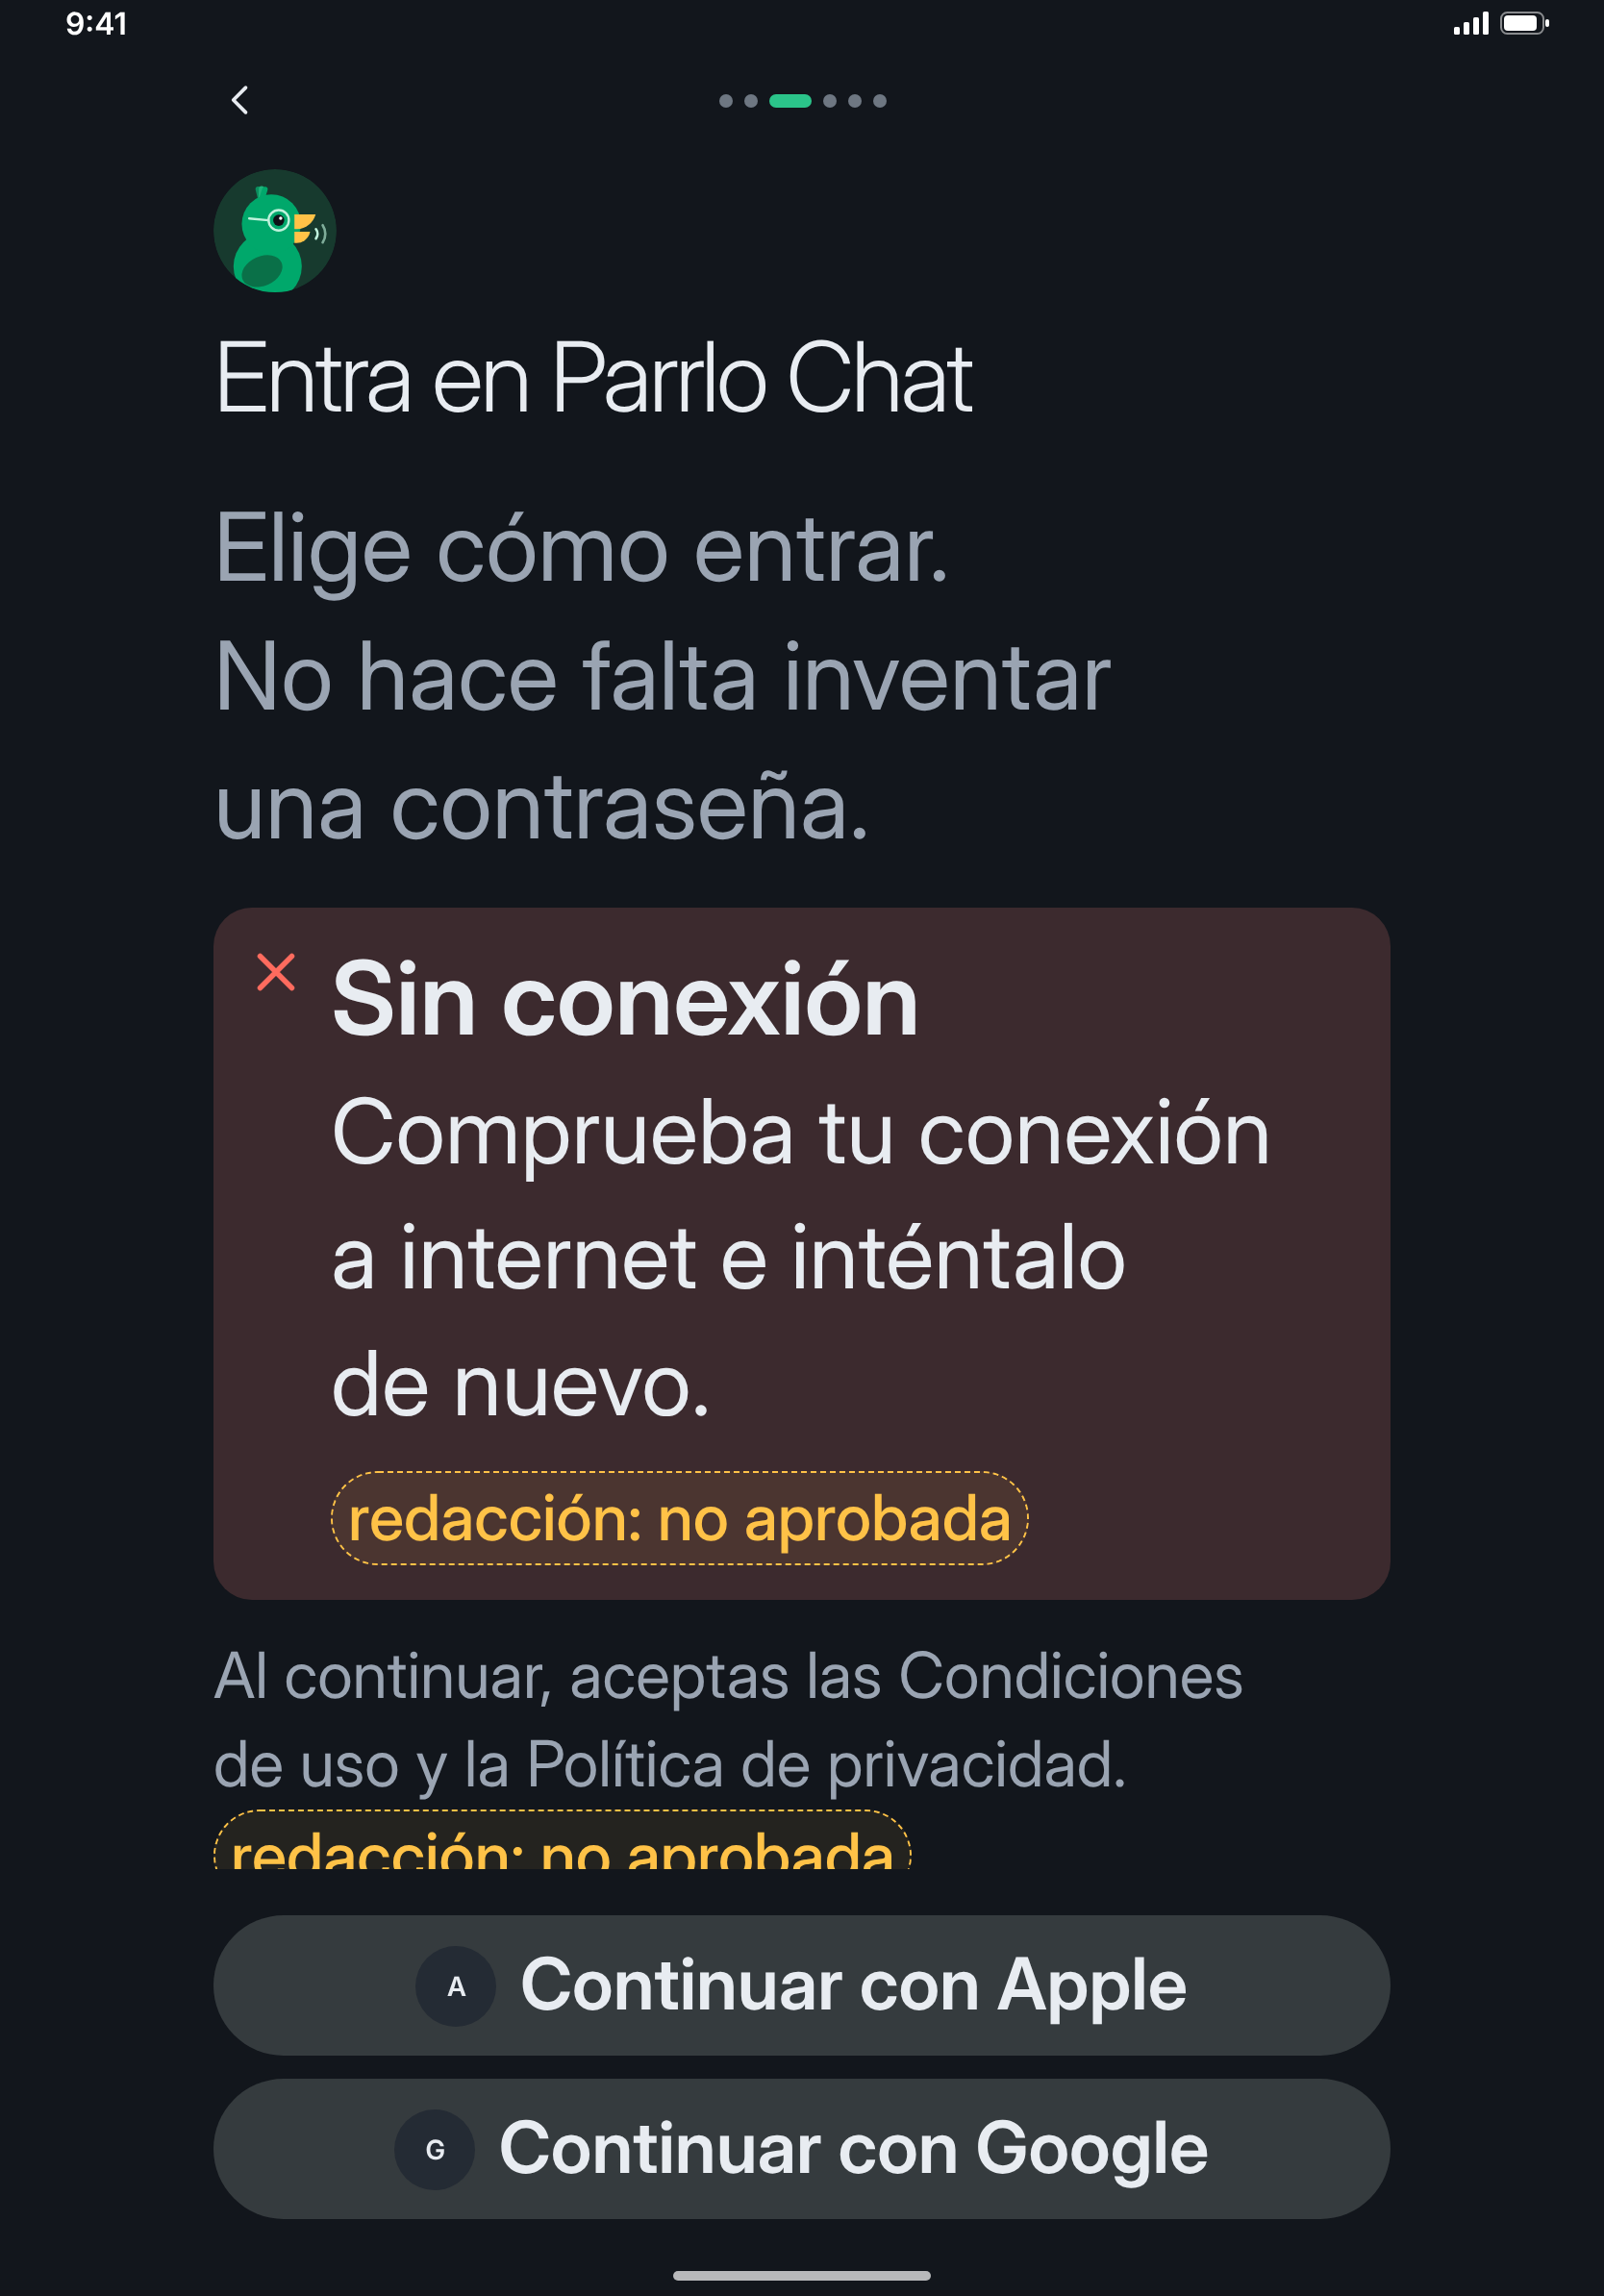 9:41
Entra en Parrlo Chat
Elige cómo entrar.
No hace falta inventar
una contraseña.
Sin conexión
Comprueba tu conexión
a internet e inténtalo
de nuevo.
redacción: no aprobada
Al continuar, aceptas las Condiciones
de uso y la Política de privacidad.
redacción: no aprobada
A Continuar con Apple
G Continuar con Google